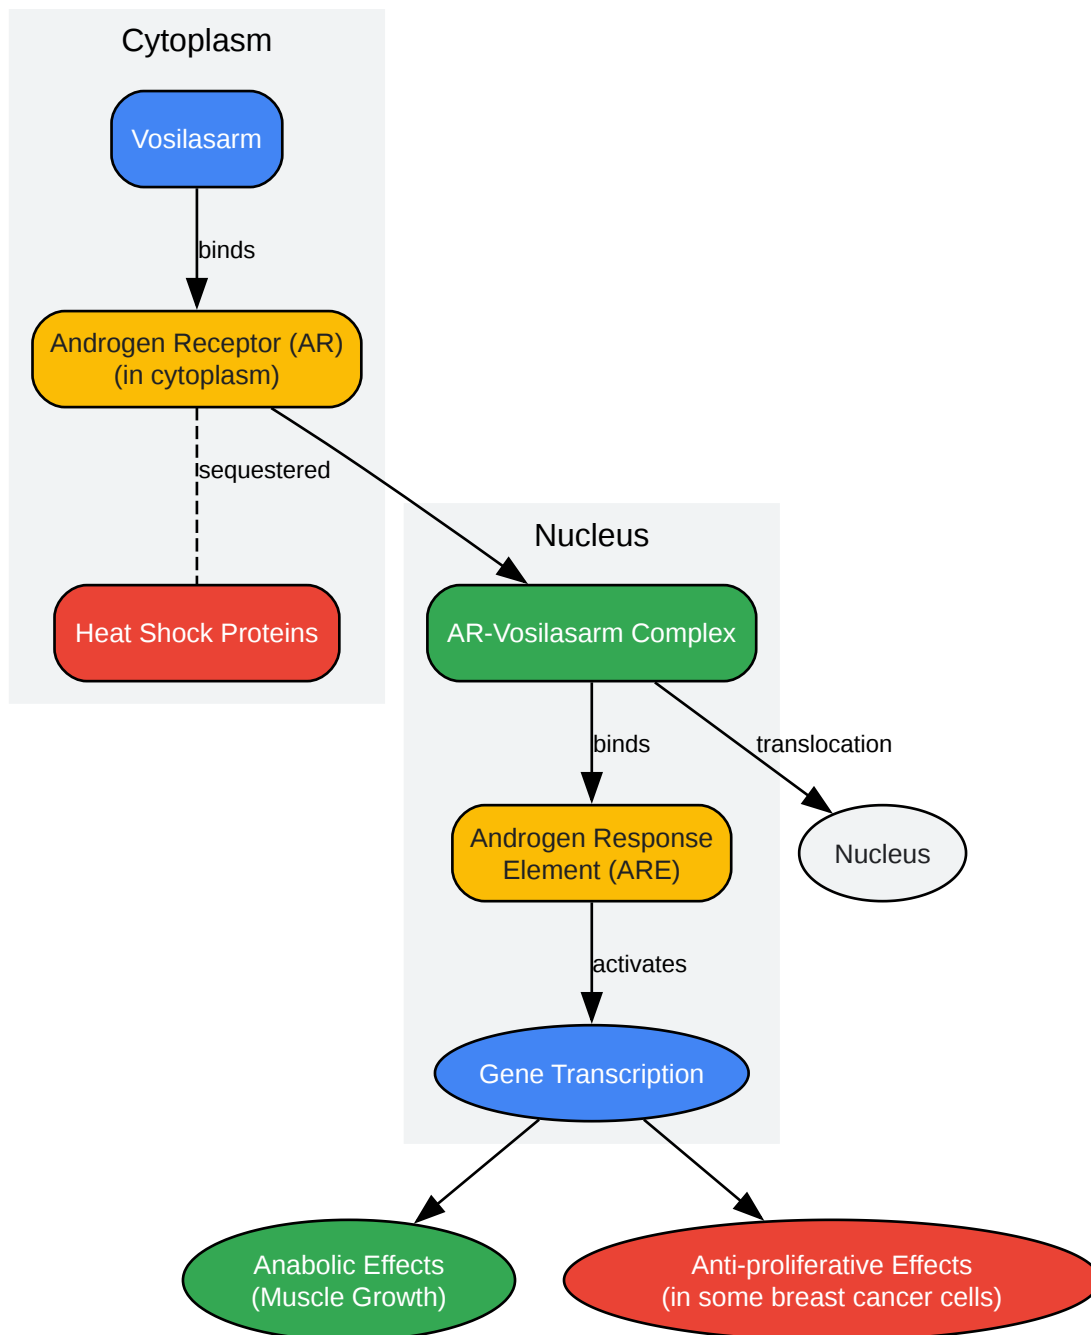 Cytoplasm
Vosilasarm
binds
Androgen Receptor (AR)
(in cytoplasm)
sequestered
Heat Shock Proteins
Nucleus
AR-Vosilasarm Complex
binds
translocation
Androgen Response
Element (ARE)
Nucleus
activates
Gene Transcription
Anabolic Effects
(Muscle Growth)
Anti-proliferative Effects
(in some breast cancer cells)